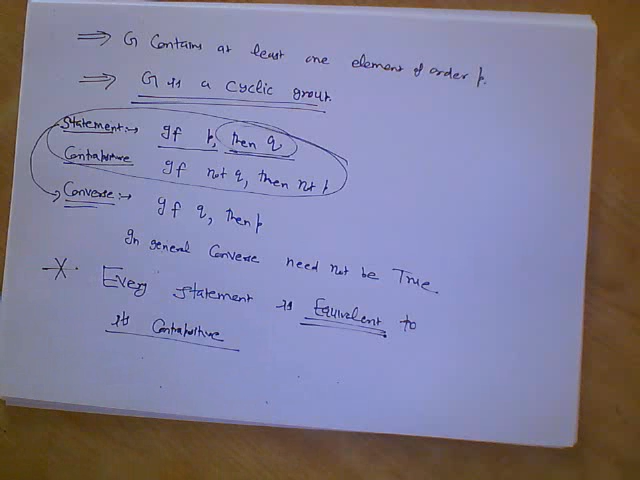 ⇒ G Contains at least one element of order p.
⇒ G is a cyclic group.
Statement:→ If p, then q
Contrapositive If not q, then not p
Converse:→ If q, then p
In general Converse need not be True
* Every statement is Equivalent to
its Contrapositive